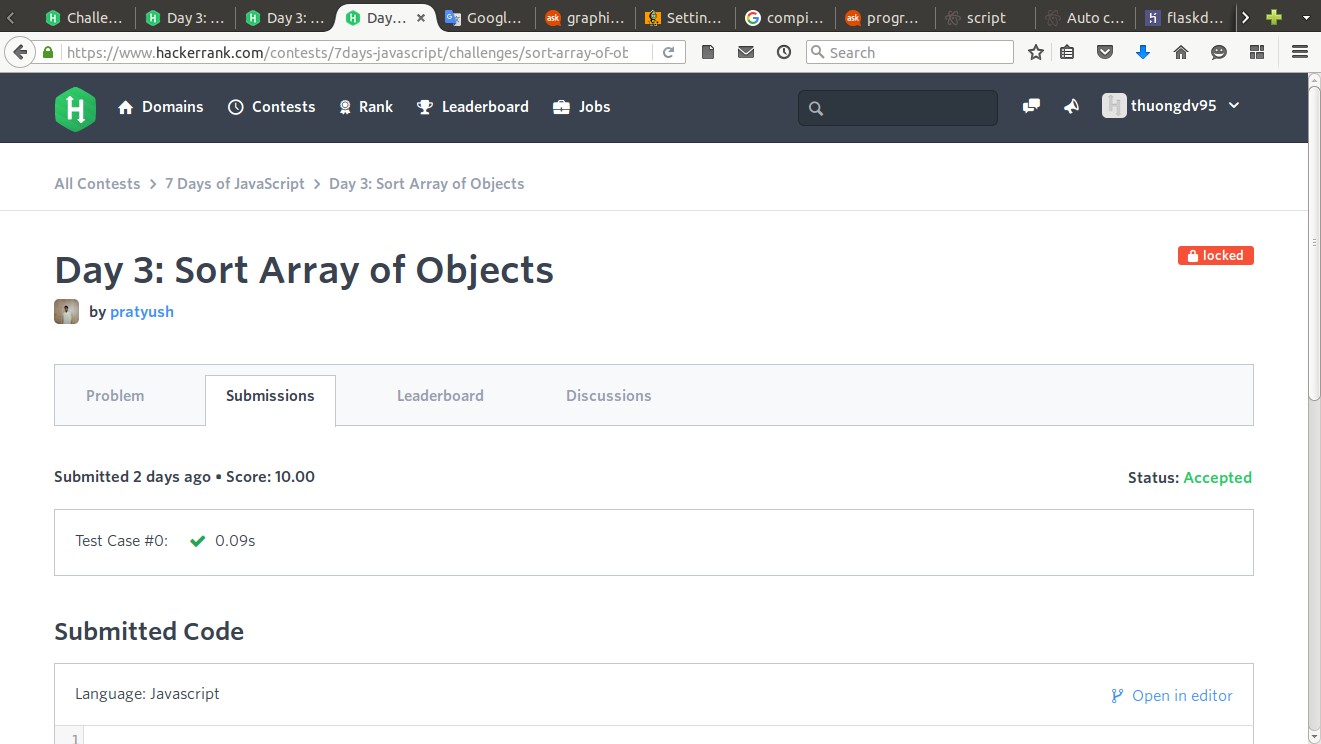 Challe... Day 3: ... Day 3: ... Day... × Googl... ask graphi... Settin... compi... ask progr... script Auto c... flaskd...
https://www.hackerrank.com/contests/7days-javascript/challenges/sort-array-of-ob Search
H Domains Contests Rank Leaderboard Jobs thuongdv95
All Contests > 7 Days of JavaScript > Day 3: Sort Array of Objects
Day 3: Sort Array of Objects
locked
by pratyush
Problem Submissions Leaderboard Discussions
Submitted 2 days ago ▪ Score: 10.00 Status: Accepted
Test Case #0: ✔ 0.09s
Submitted Code
Language: Javascript Open in editor
1